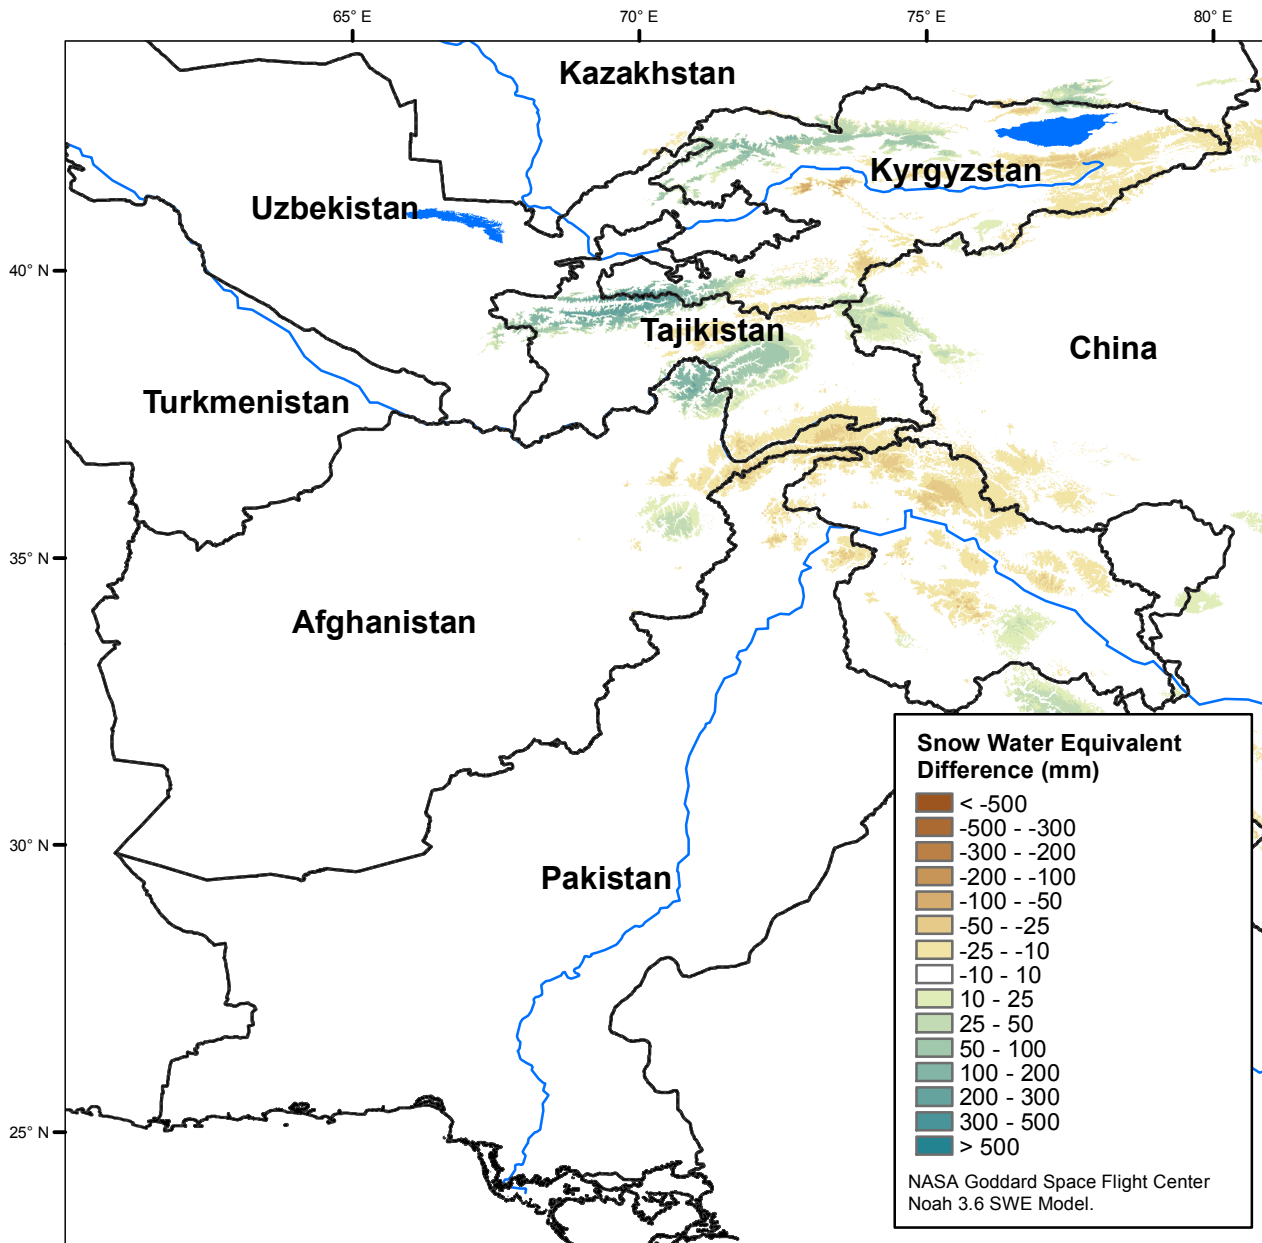 65° E
70° E
75° E
80° E
Kazakhstan
Kyrgyzstan
Uzbekistan
40° N
Tajikistan
China
Turkmenistan
35° N
Afghanistan
30° N
Pakistan
25° N
Snow Water Equivalent
Difference (mm)
< -500
-500 - -300
-300 - -200
-200 - -100
-100 - -50
-50 - -25
-25 - -10
-10 - 10
10 - 25
25 - 50
50 - 100
100 - 200
200 - 300
300 - 500
> 500
NASA Goddard Space Flight Center
Noah 3.6 SWE Model.